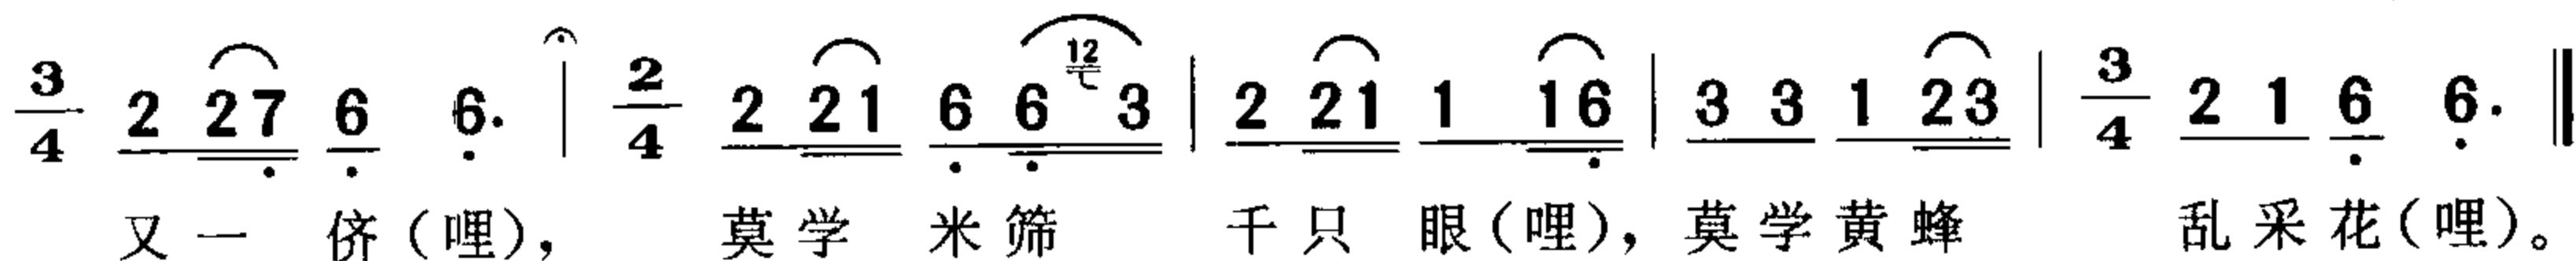 3/4 2 27 6 6. | 2/4 2 21 6 6 12 3 | 2 21 1 16 | 3 3 1 23 | 3/4 2 1 6 6. ‖
又一 侪(哩), 莫学 米筛 千只 眼(哩), 莫学黄蜂 乱采花(哩)。